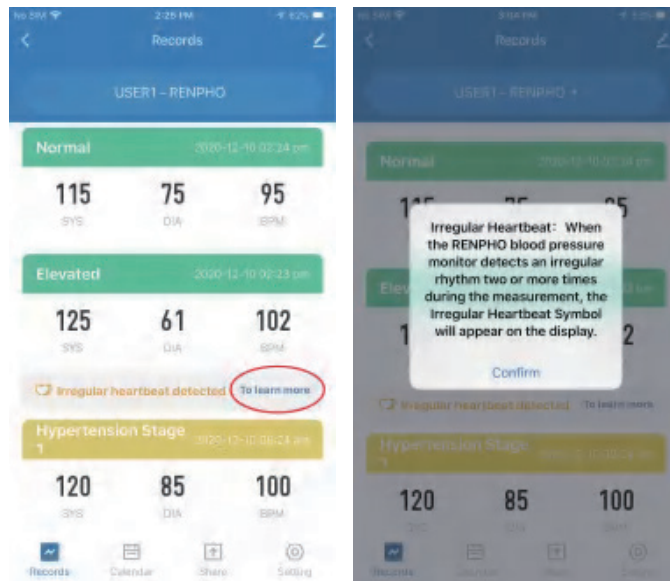 No SIM 2:25 PM 82%
Records
USER1 - RENPHO
Normal 2020-12-10 02:24 pm
115 75 95
SYS DIA BPM
Elevated 2020-12-10 02:23 pm
125 61 102
SYS DIA BPM
Irregular heartbeat detected To learn more
Hypertension Stage
1 2020-12-10
120 85 100
SYS DIA BPM
Records Calendar Share Setting
No SIM
Records
USER1 - RENPHO
Normal
Irregular Heartbeat: When
the RENPHO blood pressure
monitor detects an irregular
rhythm two or more times
during the measurement, the
Irregular Heartbeat Symbol
will appear on the display.
Confirm
Irregular heartbeat detected To learn more
Hypertension Stage
1
120 85 100
Records Calendar Setting